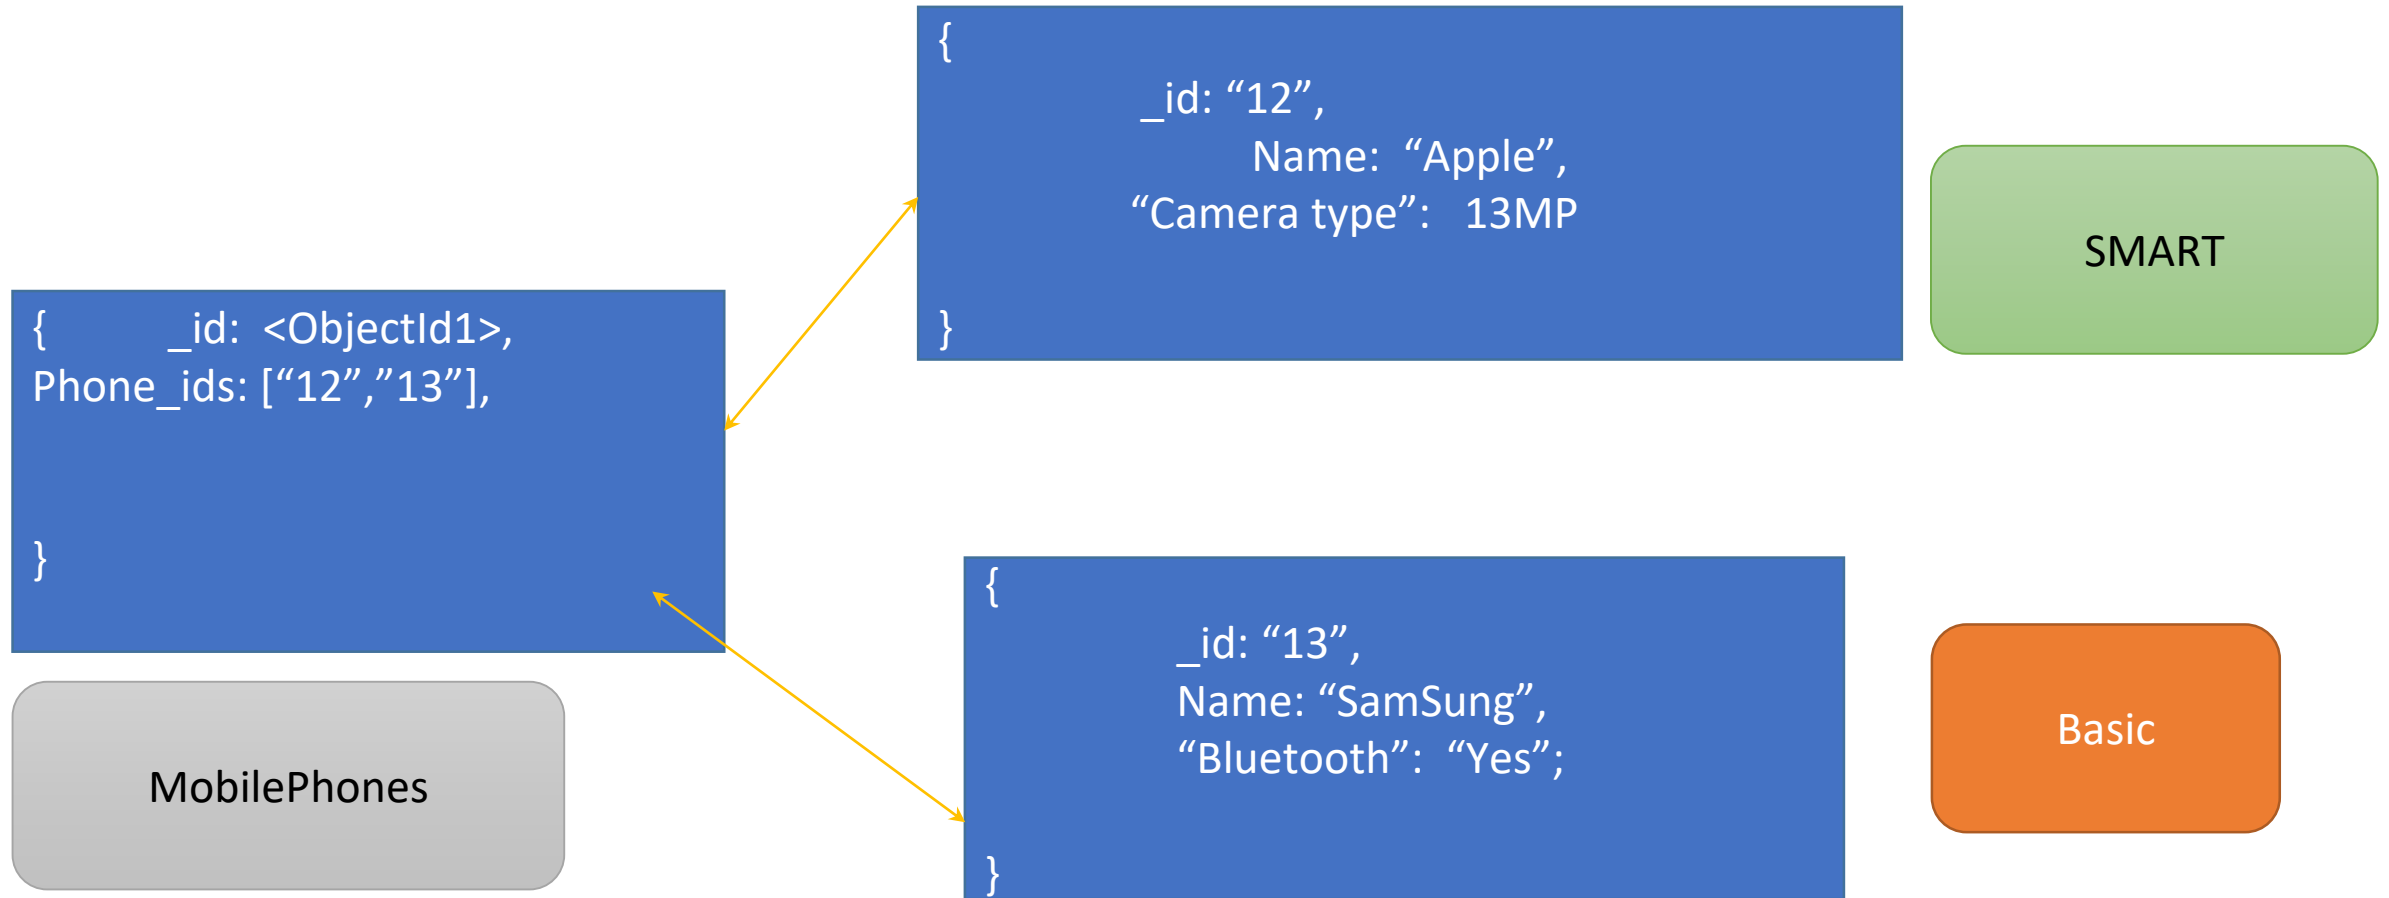 {
_id: “12”,
Name: “Apple”,
“Camera type”: 13MP
}
SMART
{ _id: <ObjectId1>,
Phone_ids: [“12”,”13”],
}
MobilePhones
{
_id: “13”,
Name: “SamSung”,
“Bluetooth”: “Yes”;
}
Basic